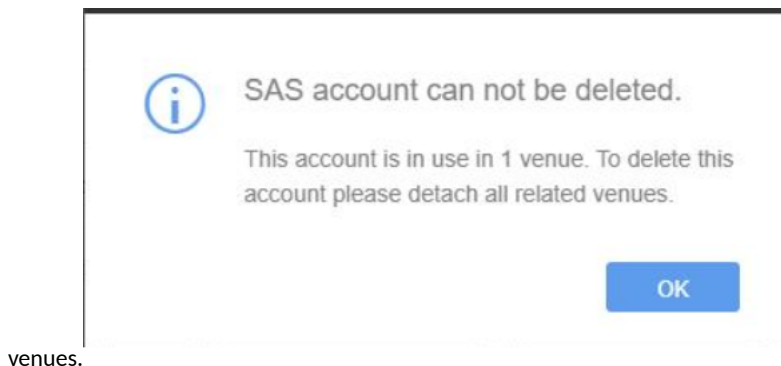 SAS account can not be deleted.
This account is in use in 1 venue. To delete this
account please detach all related venues.
OK
venues.